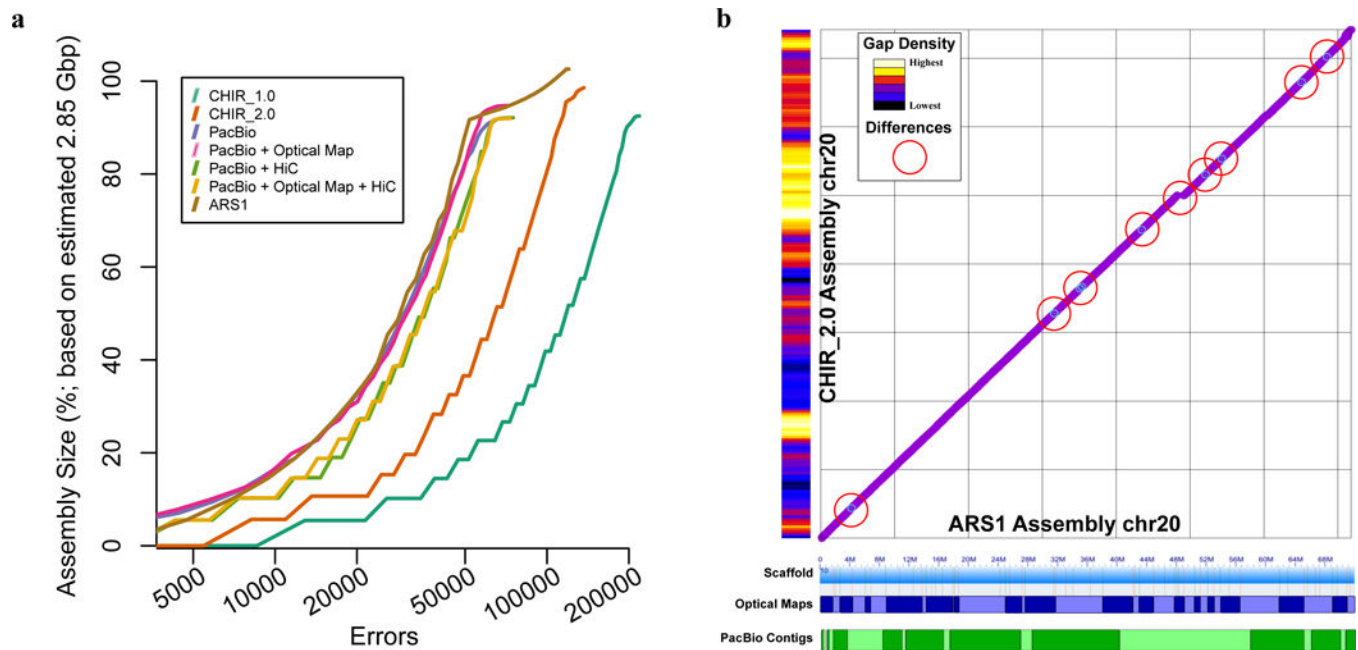 a
Assembly Size (%; based on estimated 2.85 Gbp)
100
80
60
40
20
0
CHIR_1.0
CHIR_2.0
PacBio
PacBio + Optical Map
PacBio + HiC
PacBio + Optical Map + HiC
ARS1
5000
10000
20000
50000
100000
200000
Errors
b
Gap Density
Highest
Lowest
Differences
CHIR_2.0 Assembly chr20
ARS1 Assembly chr20
0 4M 8M 12M 16M 20M 24M 28M 32M 36M 40M 44M 48M 52M 56M 60M 64M 68M
Scaffold
Optical Maps
PacBio Contigs